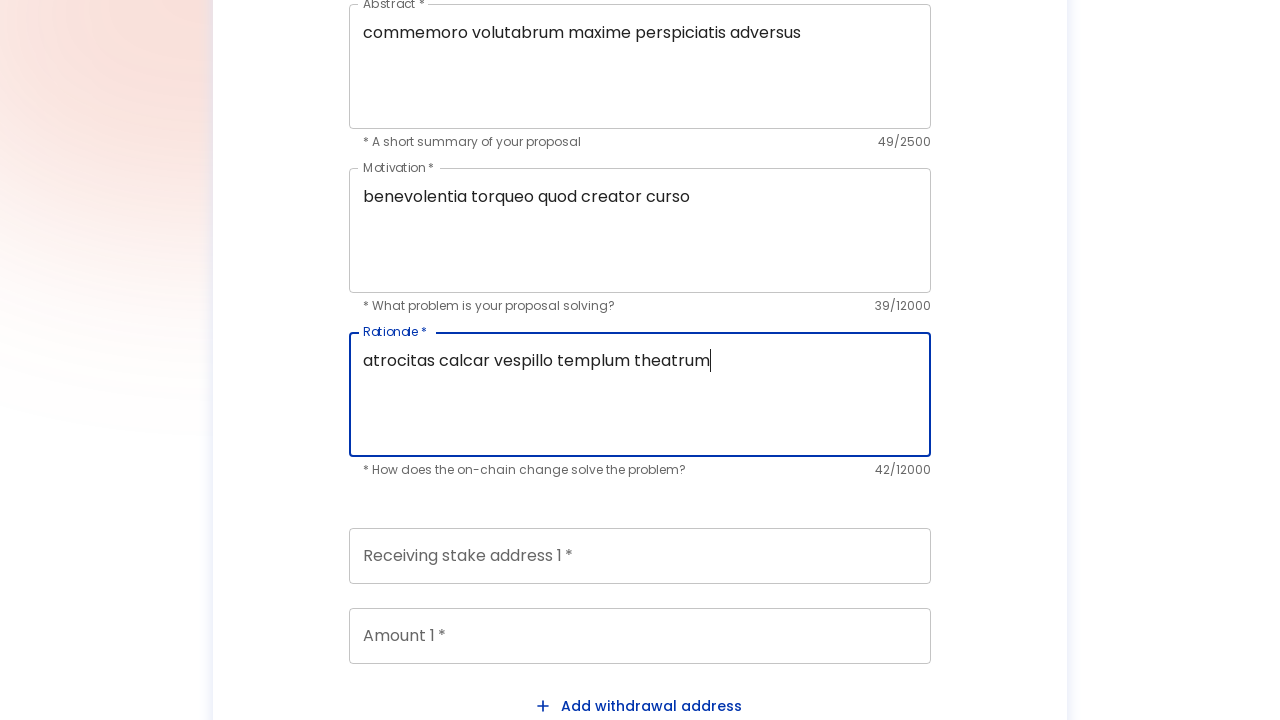 Abstract *
commemoro volutabrum maxime perspiciatis adversus
* A short summary of your proposal 49/2500
Motivation *
benevolentia torqueo quod creator curso
* What problem is your proposal solving? 39/12000
Rationale *
atrocitas calcar vespillo templum theatrum
* How does the on-chain change solve the problem? 42/12000
Receiving stake address 1 *
Amount 1 *
+ Add withdrawal address